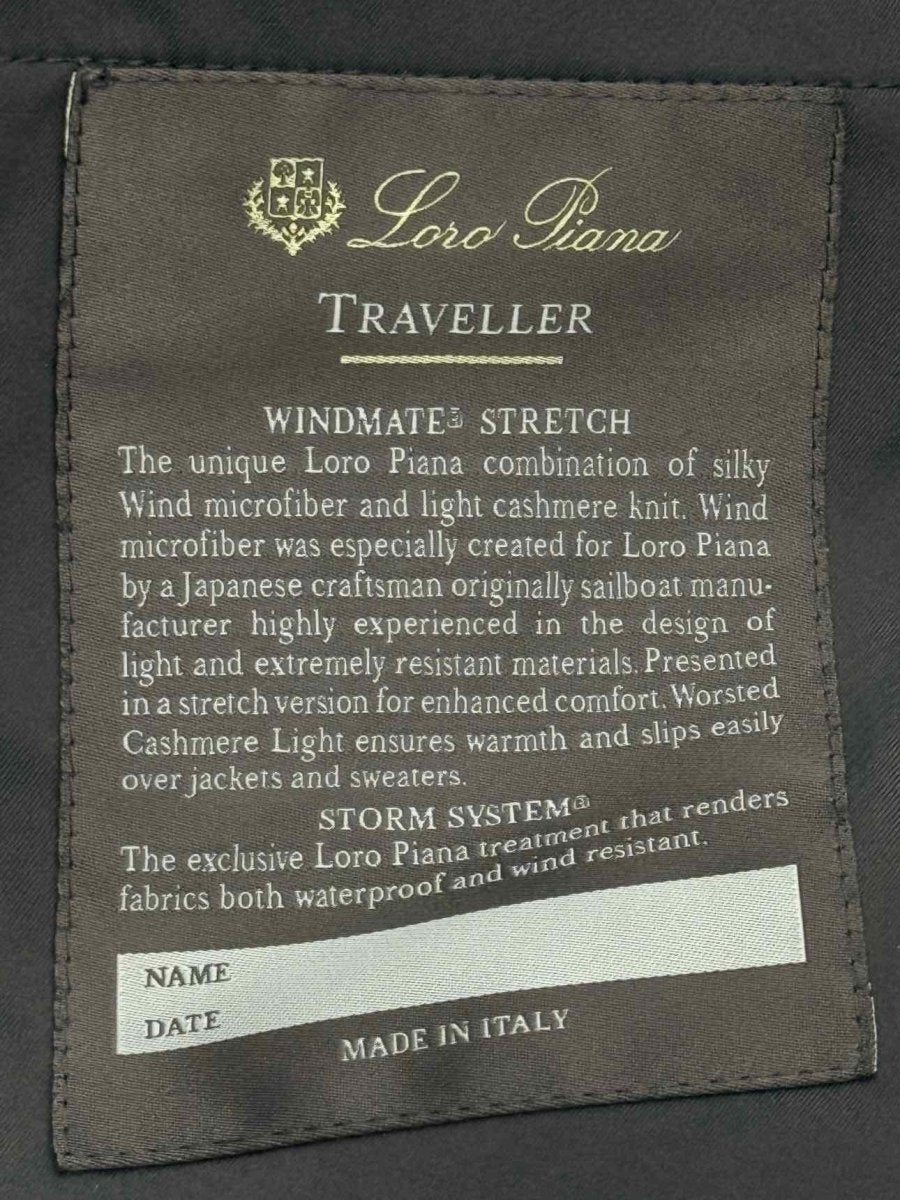 Loro Piana
TRAVELLER
WINDMATE® STRETCH
The unique Loro Piana combination of silky
Wind microfiber and light cashmere knit. Wind
microfiber was especially created for Loro Piana
by a Japanese craftsman originally sailboat manu-
facturer highly experienced in the design of
light and extremely resistant materials. Presented
in a stretch version for enhanced comfort. Worsted
Cashmere Light ensures warmth and slips easily
over jackets and sweaters.
STORM SYSTEM®
The exclusive Loro Piana treatment that renders
fabrics both waterproof and wind resistant.
NAME
DATE
MADE IN ITALY